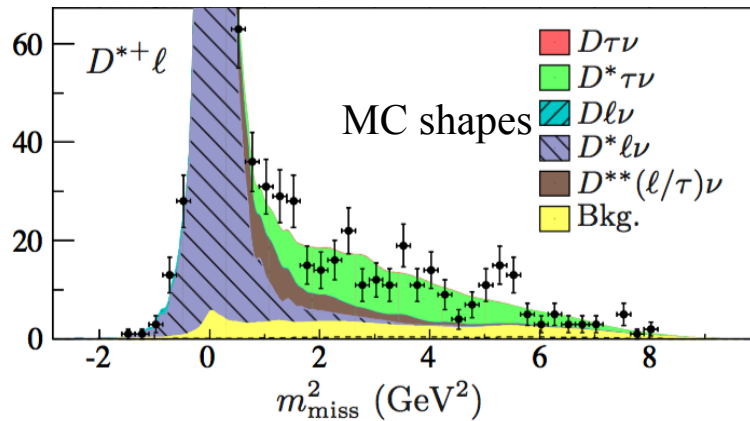 60
40
20
0
D*+ℓ
MC shapes
Dτν
D*τν
Dℓν
D*ℓν
D**(ℓ/τ)ν
Bkg.
-2 0 2 4 6 8
m²miss (GeV²)